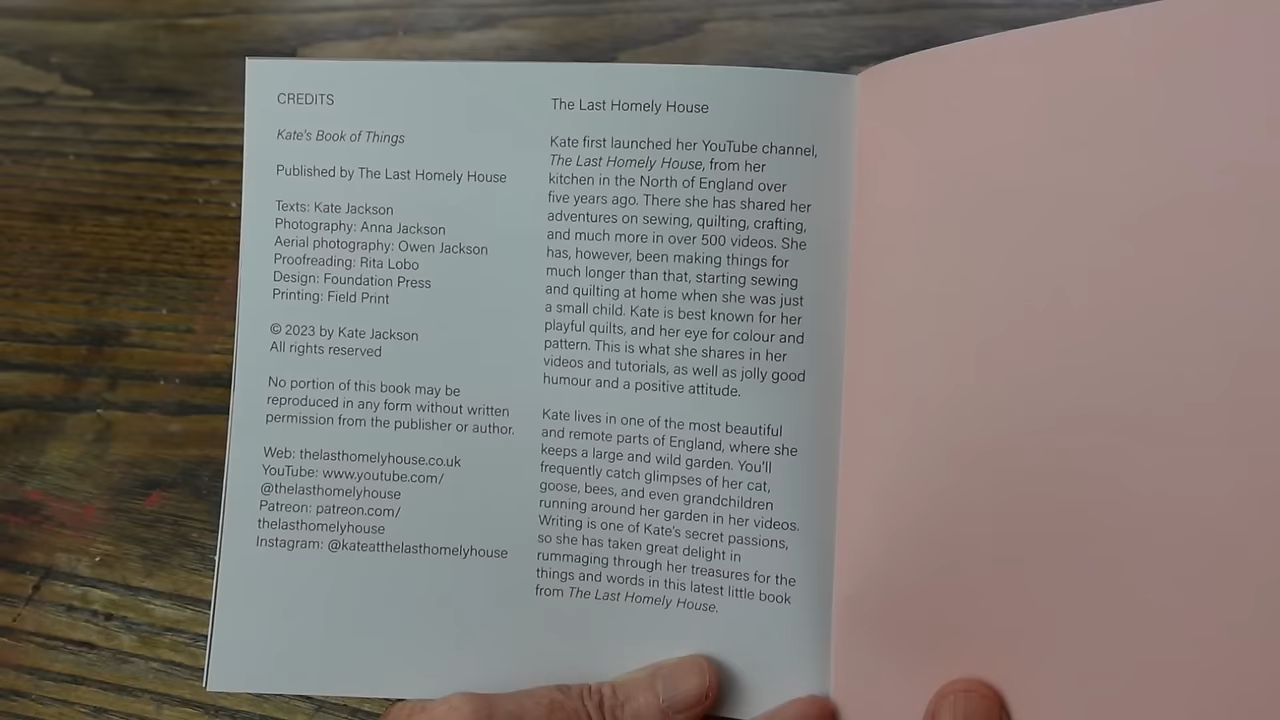 CREDITS
Kate's Book of Things
Published by The Last Homely House
Texts: Kate Jackson
Photography: Anna Jackson
Aerial photography: Owen Jackson
Proofreading: Rita Lobo
Design: Foundation Press
Printing: Field Print
© 2023 by Kate Jackson
All rights reserved
No portion of this book may be
reproduced in any form without written
permission from the publisher or author.
Web: thelasthomelyhouse.co.uk
YouTube: www.youtube.com/
@thelasthomelyhouse
Patreon: patreon.com/
thelasthomelyhouse
Instagram: @kateatthelasthomelyhouse
The Last Homely House
Kate first launched her YouTube channel,
The Last Homely House, from her
kitchen in the North of England over
five years ago. There she has shared her
adventures on sewing, quilting, crafting,
and much more in over 500 videos. She
has, however, been making things for
much longer than that, starting sewing
and quilting at home when she was just
a small child. Kate is best known for her
playful quilts, and her eye for colour and
pattern. This is what she shares in her
videos and tutorials, as well as jolly good
humour and a positive attitude.
Kate lives in one of the most beautiful
and remote parts of England, where she
keeps a large and wild garden. You'll
frequently catch glimpses of her cat,
goose, bees, and even grandchildren
running around her garden in her videos.
Writing is one of Kate's secret passions,
so she has taken great delight in
rummaging through her treasures for the
things and words in this latest little book
from The Last Homely House.